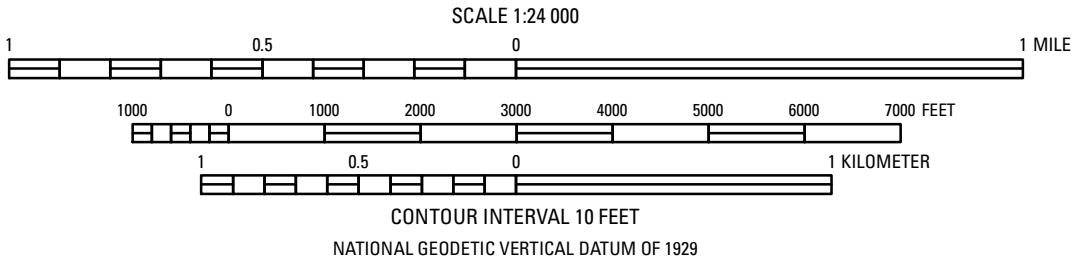 SCALE 1:24 000
1 0.5 0 1 MILE
1000 0 1000 2000 3000 4000 5000 6000 7000 FEET
1 0.5 0 1 KILOMETER
CONTOUR INTERVAL 10 FEET
NATIONAL GEODETIC VERTICAL DATUM OF 1929